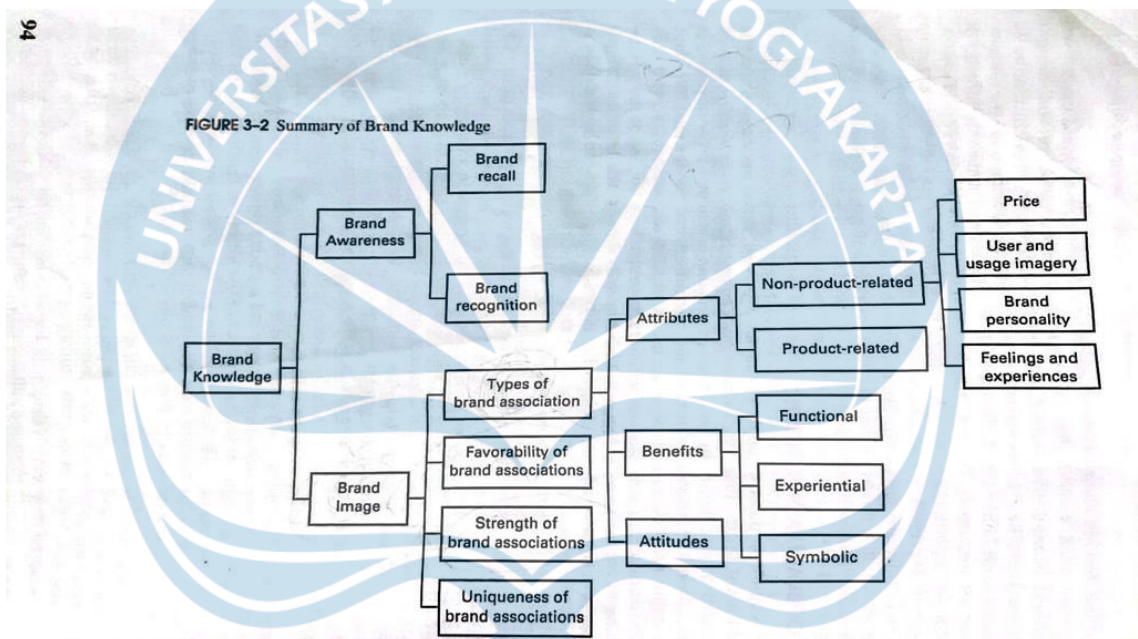 94
UNIVERSITAS
YOGYAKARTA
FIGURE 3–2 Summary of Brand Knowledge
Brand
Knowledge
Brand
Awareness
Brand
recall
Brand
recognition
Brand
Image
Types of
brand association
Favorability of
brand associations
Strength of
brand associations
Uniqueness of
brand associations
Attributes
Non-product-related
Price
User and
usage imagery
Brand
personality
Feelings and
experiences
Product-related
Benefits
Functional
Experiential
Symbolic
Attitudes